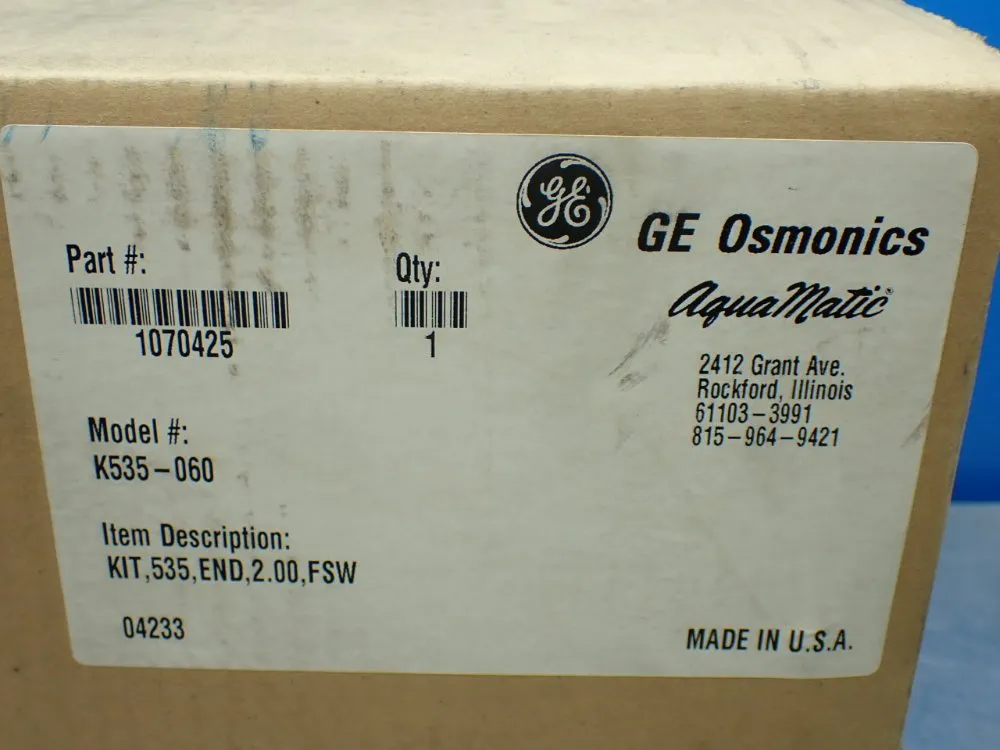 GE
GE Osmonics
AquaMatic®
2412 Grant Ave.
Rockford, Illinois
61103-3991
815-964-9421
Part #:
1070425
Qty:
1
Model #:
K535-060
Item Description:
KIT,535,END,2.00,FSW
04233
MADE IN U.S.A.